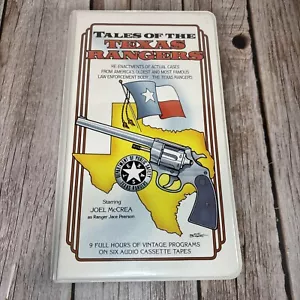 TALES OF THE
TEXAS
RANGERS
RE-ENACTMENTS OF ACTUAL CASES
FROM AMERICA'S OLDEST AND MOST FAMOUS
LAW ENFORCEMENT BODY... THE TEXAS RANGERS
TEXAS RANGERS
Starring
JOEL McCREA
as Ranger Jace Pearson
9 FULL HOURS OF VINTAGE PROGRAMS
ON SIX AUDIO CASSETTE TAPES